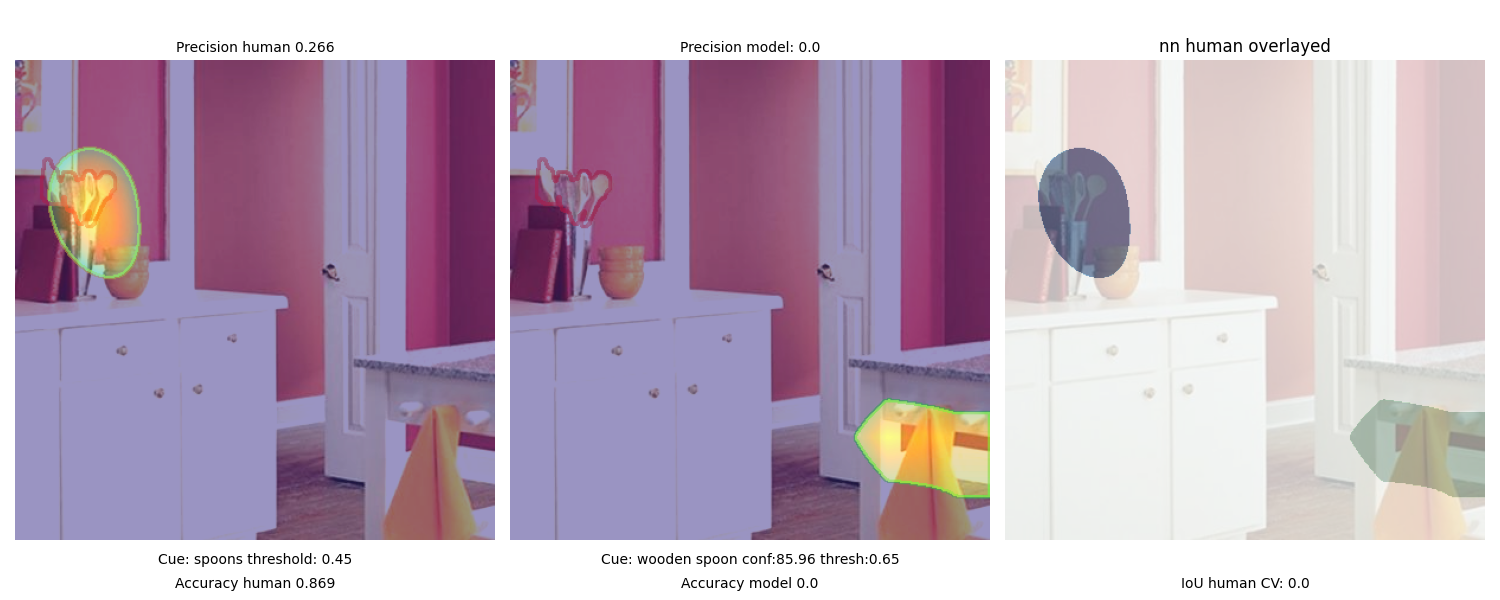 Precision human 0.266
Precision model: 0.0
nn human overlayed
Cue: spoons threshold: 0.45
Cue: wooden spoon conf:85.96 thresh:0.65
Accuracy human 0.869
Accuracy model 0.0
IoU human CV: 0.0